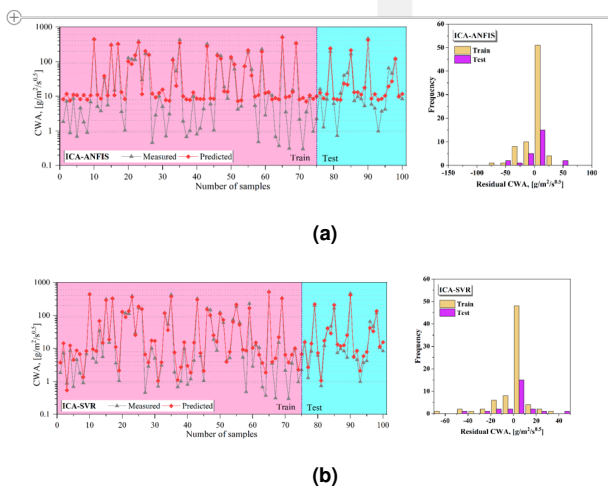 1000
100
10
1
0.1
CWA, [g/m²/s⁰·⁵]
ICA-ANFIS
Measured
Predicted
Train
Test
0 10 20 30 40 50 60 70 80 90 100
Number of samples
ICA-ANFIS
Train
Test
60
50
40
30
20
10
0
Frequency
-150 -100 -50 0 50 100
Residual CWA, [g/m²/s⁰·⁵]
(a)
1000
100
10
1
0.1
CWA, [g/m²/s⁰·⁵]
ICA-SVR
Measured
Predicted
Train
Test
0 10 20 30 40 50 60 70 80 90 100
Number of samples
ICA-SVR
Train
Test
60
50
40
30
20
10
0
Frequency
-60 -40 -20 0 20 40
Residual CWA, [g/m²/s⁰·⁵]
(b)